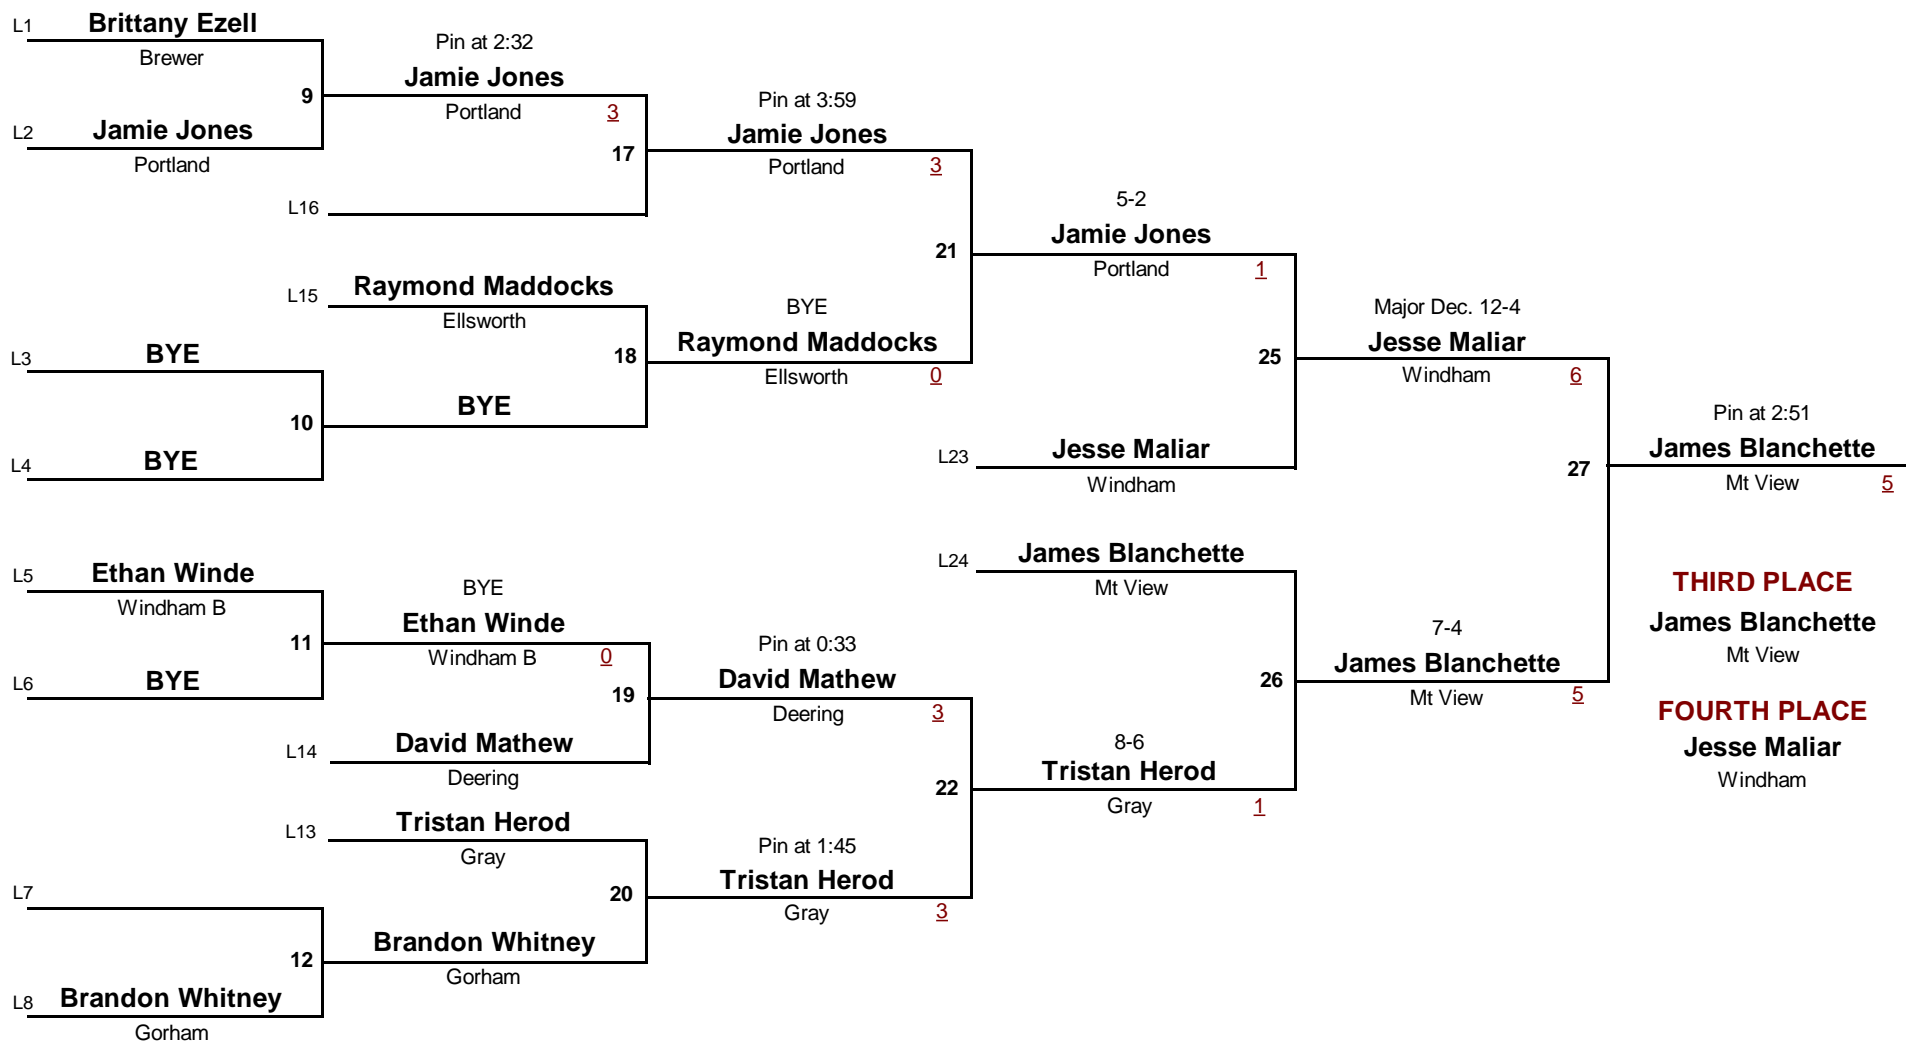 L1 Brittany Ezell
Brewer
9
L2 Jamie Jones
Portland
Pin at 2:32
Jamie Jones
Portland 3
17
L16
Pin at 3:59
Jamie Jones
Portland 3
21
L15 Raymond Maddocks
Ellsworth
18
L3 BYE
10
BYE
L4 BYE
BYE
Raymond Maddocks
Ellsworth 0
5-2
Jamie Jones
Portland 1
25
L23 Jesse Maliar
Windham
Major Dec. 12-4
Jesse Maliar
Windham 6
27
Pin at 2:51
James Blanchette
Mt View 5
L5 Ethan Winde
Windham B
11
L6 BYE
BYE
Ethan Winde
Windham B 0
19
L14 David Mathew
Deering
Pin at 0:33
David Mathew
Deering 3
22
L13 Tristan Herod
Gray
20
L7
12
L8 Brandon Whitney
Gorham
Brandon Whitney
Gorham
Pin at 1:45
Tristan Herod
Gray 3
L24 James Blanchette
Mt View
26
8-6
Tristan Herod
Gray 1
7-4
James Blanchette
Mt View 5
THIRD PLACE
James Blanchette
Mt View
FOURTH PLACE
Jesse Maliar
Windham